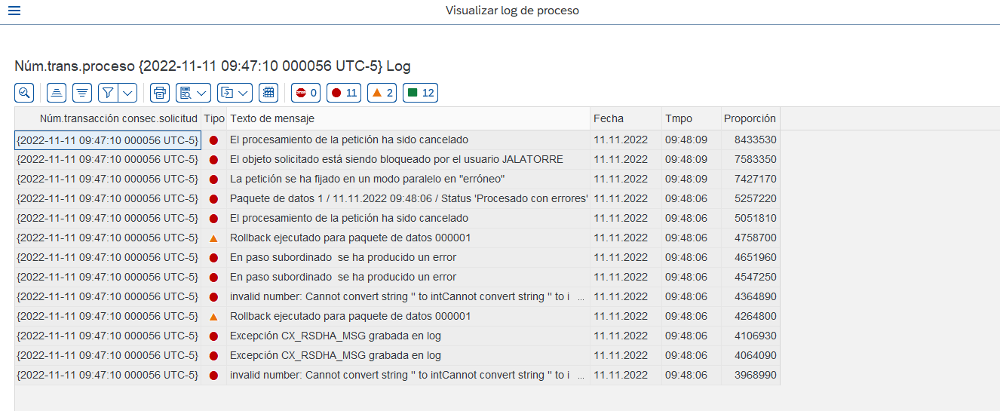 Visualizar log de proceso
Núm.trans.proceso {2022-11-11 09:47:10 000056 UTC-5} Log
STOP 0 11 2 12
Núm.transacción consec.solicitud Tipo Texto de mensaje Fecha Tmpo Proporción
{2022-11-11 09:47:10 000056 UTC-5} El procesamiento de la petición ha sido cancelado 11.11.2022 09:48:09 8433530
{2022-11-11 09:47:10 000056 UTC-5} El objeto solicitado está siendo bloqueado por el usuario JALATORRE 11.11.2022 09:48:09 7583350
{2022-11-11 09:47:10 000056 UTC-5} La petición se ha fijado en un modo paralelo en "erróneo" 11.11.2022 09:48:09 7427170
{2022-11-11 09:47:10 000056 UTC-5} Paquete de datos 1 / 11.11.2022 09:48:06 / Status 'Procesado con errores' 11.11.2022 09:48:06 5257220
{2022-11-11 09:47:10 000056 UTC-5} El procesamiento de la petición ha sido cancelado 11.11.2022 09:48:06 5051810
{2022-11-11 09:47:10 000056 UTC-5} Rollback ejecutado para paquete de datos 000001 11.11.2022 09:48:06 4758700
{2022-11-11 09:47:10 000056 UTC-5} En paso subordinado  se ha producido un error 11.11.2022 09:48:06 4651960
{2022-11-11 09:47:10 000056 UTC-5} En paso subordinado  se ha producido un error 11.11.2022 09:48:06 4547250
{2022-11-11 09:47:10 000056 UTC-5} invalid number: Cannot convert string '' to intCannot convert string '' to i ... 11.11.2022 09:48:06 4364890
{2022-11-11 09:47:10 000056 UTC-5} Rollback ejecutado para paquete de datos 000001 11.11.2022 09:48:06 4264800
{2022-11-11 09:47:10 000056 UTC-5} Excepción CX_RSDHA_MSG grabada en log 11.11.2022 09:48:06 4106930
{2022-11-11 09:47:10 000056 UTC-5} Excepción CX_RSDHA_MSG grabada en log 11.11.2022 09:48:06 4064090
{2022-11-11 09:47:10 000056 UTC-5} invalid number: Cannot convert string '' to intCannot convert string '' to i ... 11.11.2022 09:48:06 3968990